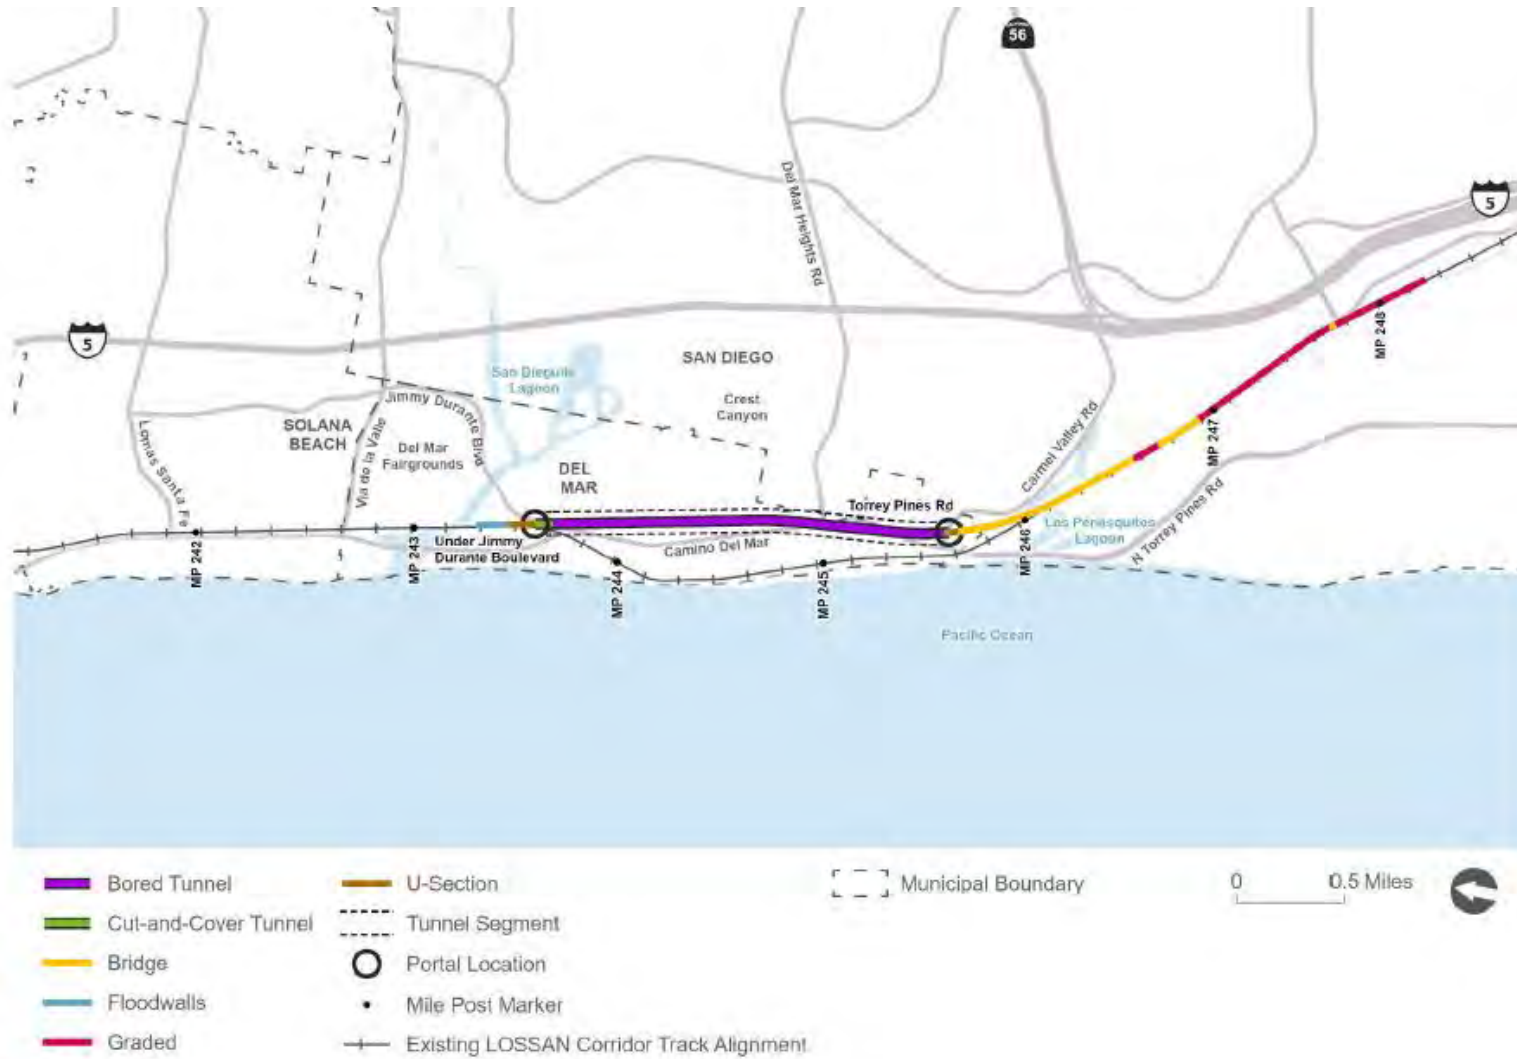 56
5
Del Mar Heights Rd
5
MP 248
SAN DIEGO
San Dieguito
Lagoon
Crest
Canyon
Jimmy Durante Blvd
SOLANA
BEACH
Via de la Valle
Del Mar
Fairgrounds
Lomas Santa Fe
DEL
MAR
Carmel Valley Rd
MP 247
Torrey Pines Rd
Los Penasquitos
Lagoon
N Torrey Pines Rd
Under Jimmy
Durante Boulevard
Camino Del Mar
MP 242
MP 243
MP 244
MP 245
MP 246
Pacific Ocean
Bored Tunnel
Cut-and-Cover Tunnel
Bridge
Floodwalls
Graded
U-Section
Tunnel Segment
Portal Location
Mile Post Marker
Existing LOSSAN Corridor Track Alignment
Municipal Boundary
0 0.5 Miles